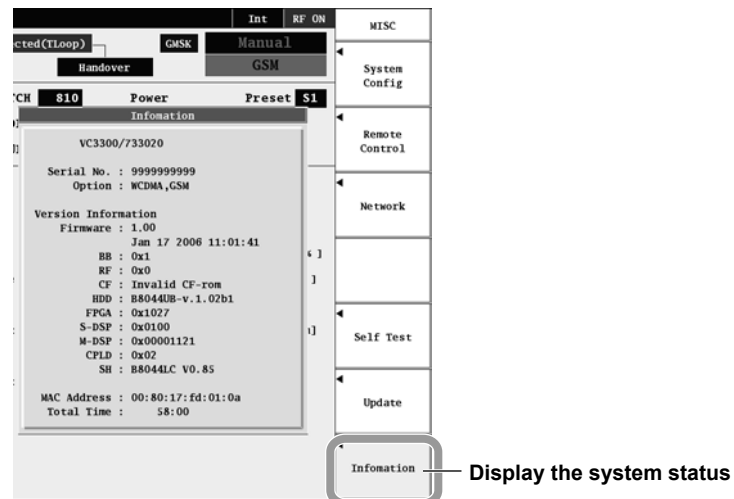 Int RF ON
MISC
cted(TLoop) GMSK Manual
Handover GSM
TCH 810 Power Preset S1
Infomation
VC3300/733020
Serial No. : 9999999999
Option : WCDMA,GSM
Version Information
Firmware : 1.00
Jan 17 2006 11:01:41
BB : 0x1
RF : 0x0
CF : Invalid CF-rom
HDD : B8044UB-v.1.02b1
FPGA : 0x1027
S-DSP : 0x0100
M-DSP : 0x00001121
CPLD : 0x02
SH : B8044LC V0.85
MAC Address : 00:80:17:fd:01:0a
Total Time : 58:00
System
Config
Remote
Control
Network
Self Test
Update
Infomation
Display the system status